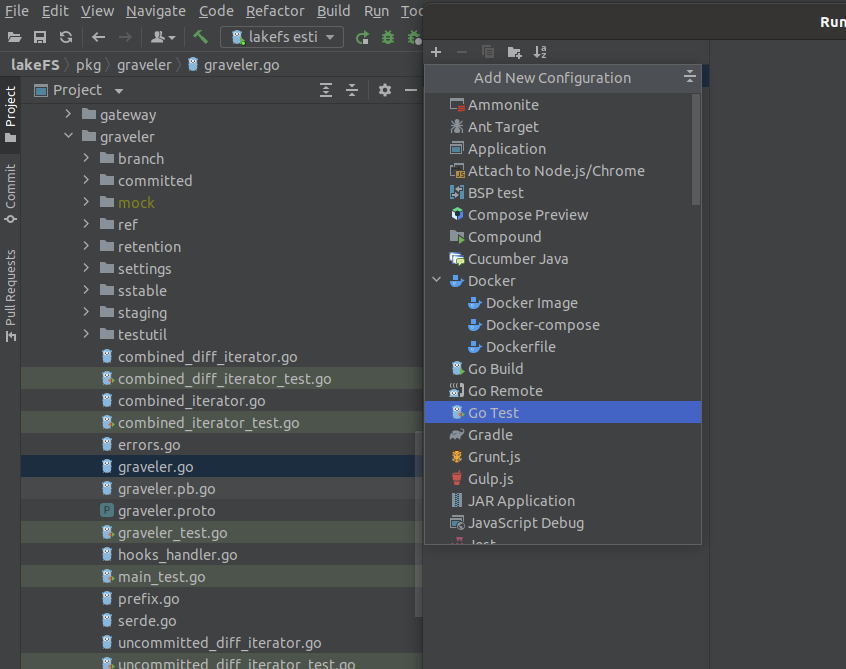 File Edit View Navigate Code Refactor Build Run
Run
lakefs esti
lakeFS pkg graveler graveler.go
Project
Commit
Pull Requests
Project
gateway
graveler
branch
committed
mock
ref
retention
settings
sstable
staging
testutil
combined_diff_iterator.go
combined_diff_iterator_test.go
combined_iterator.go
combined_iterator_test.go
errors.go
graveler.go
graveler.pb.go
graveler.proto
graveler_test.go
hooks_handler.go
main_test.go
prefix.go
serde.go
uncommitted_diff_iterator.go
uncommitted_diff_iterator_test.go
Add New Configuration
Ammonite
Ant Target
Application
Attach to Node.js/Chrome
BSP test
Compose Preview
Compound
Cucumber Java
Docker
Docker Image
Docker-compose
Dockerfile
Go Build
Go Remote
Go Test
Gradle
Grunt.js
Gulp.js
JAR Application
JavaScript Debug